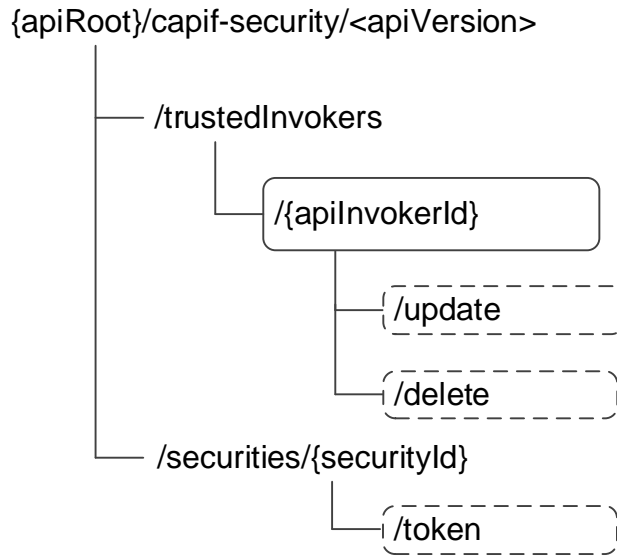 {apiRoot}/capif-security/<apiVersion>
/trustedInvokers
/{apiInvokerId}
/update
/delete
/securities/{securityId}
/token